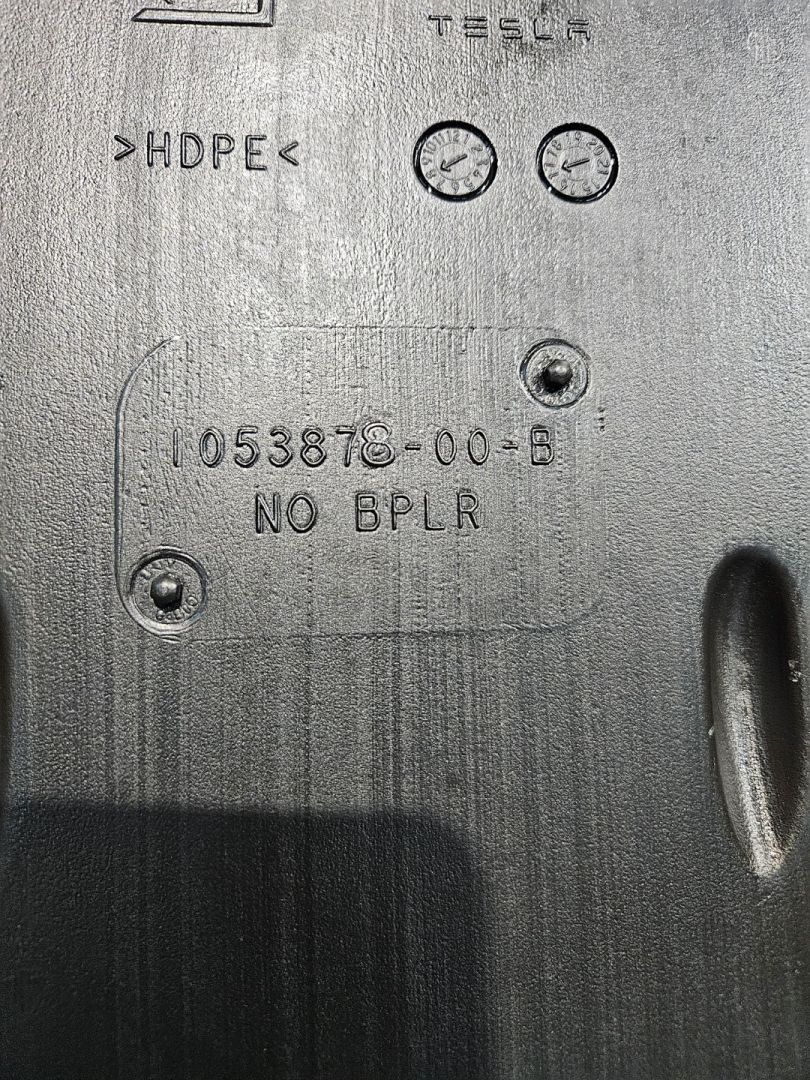 TESLA
>HDPE<
1053878-00-B
NO BPLR